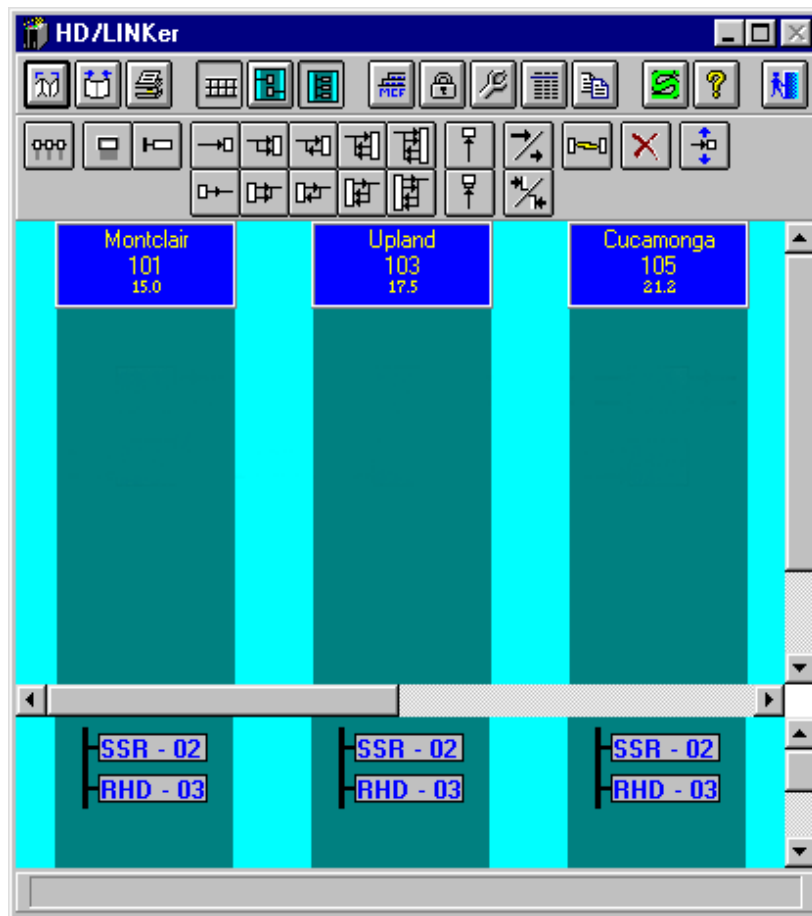 HD/LINKer
MCF
?
Montclair
101
15.0
Upland
103
17.5
Cucamonga
105
21.2
SSR - 02
RHD - 03
SSR - 02
RHD - 03
SSR - 02
RHD - 03